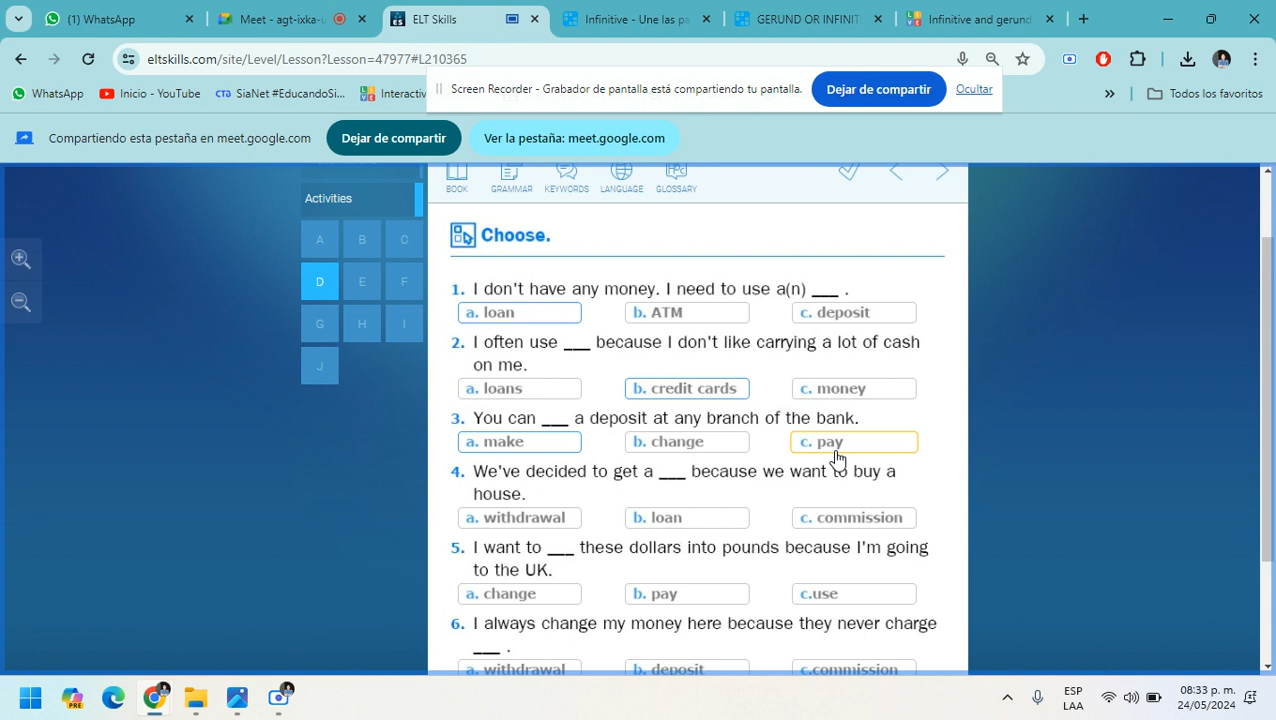 (1) WhatsApp
Meet - agt-ixka-u
ELT Skills
Infinitive - Une las pa
GERUND OR INFINIT
Infinitive and gerund
eltskills.com/site/Level/Lesson?Lesson=47977#L210365
WhatsApp
Inicio - YouTube
SiaNet #EducandoSi...
Interactiv
Screen Recorder - Grabador de pantalla está compartiendo tu pantalla.
Dejar de compartir
Ocultar
Todos los favoritos
Compartiendo esta pestaña en meet.google.com
Dejar de compartir
Ver la pestaña: meet.google.com
BOOK
GRAMMAR
KEYWORDS
LANGUAGE
GLOSSARY
Activities
A B C
D E F
G H I
J
Choose.
1. I don't have any money. I need to use a(n) ___ .
a. loan b. ATM c. deposit
2. I often use ___ because I don't like carrying a lot of cash
on me.
a. loans b. credit cards c. money
3. You can ___ a deposit at any branch of the bank.
a. make b. change c. pay
4. We've decided to get a ___ because we want to buy a
house.
a. withdrawal b. loan c. commission
5. I want to ___ these dollars into pounds because I'm going
to the UK.
a. change b. pay c.use
6. I always change my money here because they never charge
___ .
a. withdrawal b. deposit c.commission
ESP
LAA
08:33 p. m.
24/05/2024